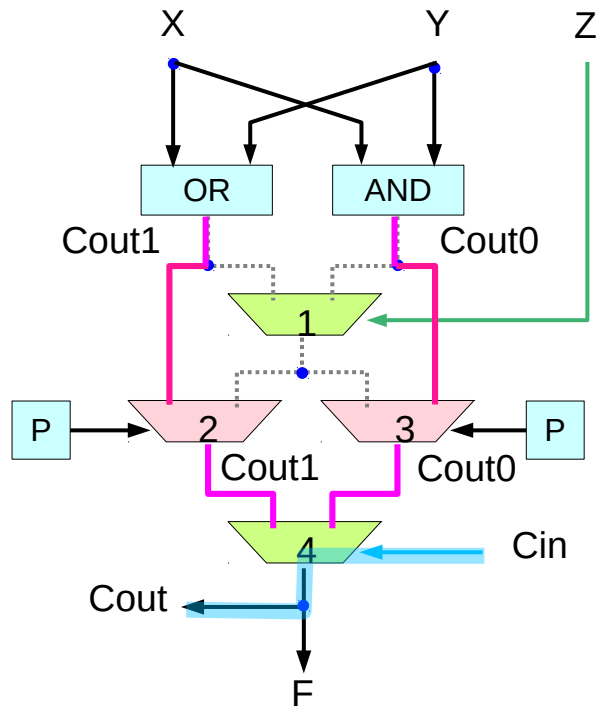 X Y Z
OR AND
Cout1 Cout0
1
P 2 3 P
Cout1 Cout0
4 Cin
Cout
F